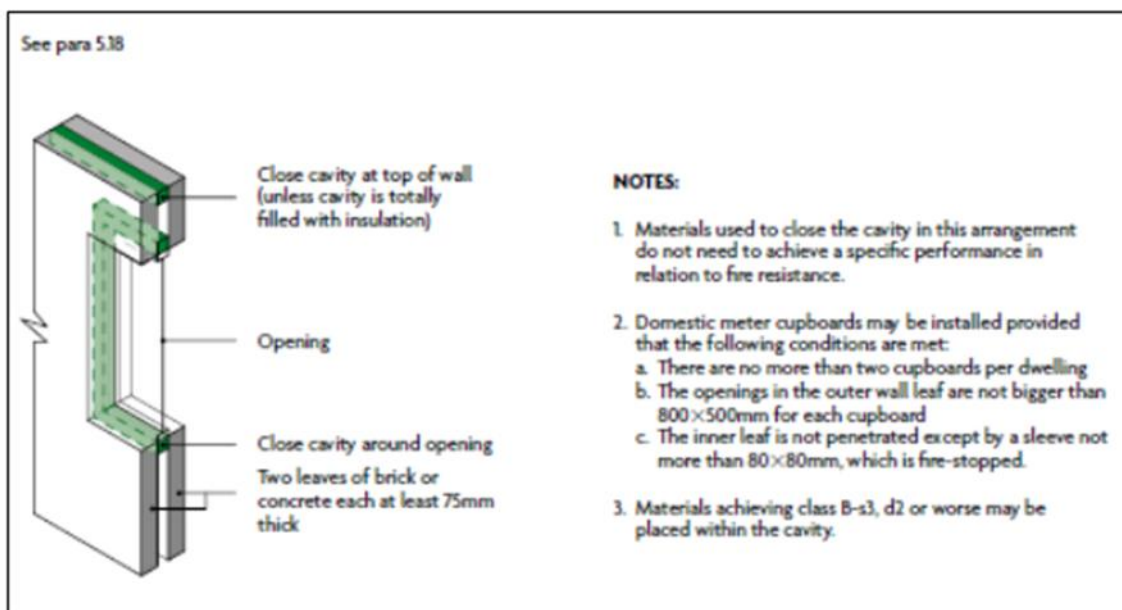 See para 5.18
Close cavity at top of wall
(unless cavity is totally
filled with insulation)
Opening
Close cavity around opening
Two leaves of brick or
concrete each at least 75mm
thick
NOTES:
1. Materials used to close the cavity in this arrangement
do not need to achieve a specific performance in
relation to fire resistance.
2. Domestic meter cupboards may be installed provided
that the following conditions are met:
a. There are no more than two cupboards per dwelling
b. The openings in the outer wall leaf are not bigger than
800×500mm for each cupboard
c. The inner leaf is not penetrated except by a sleeve not
more than 80×80mm, which is fire-stopped.
3. Materials achieving class B-s3, d2 or worse may be
placed within the cavity.